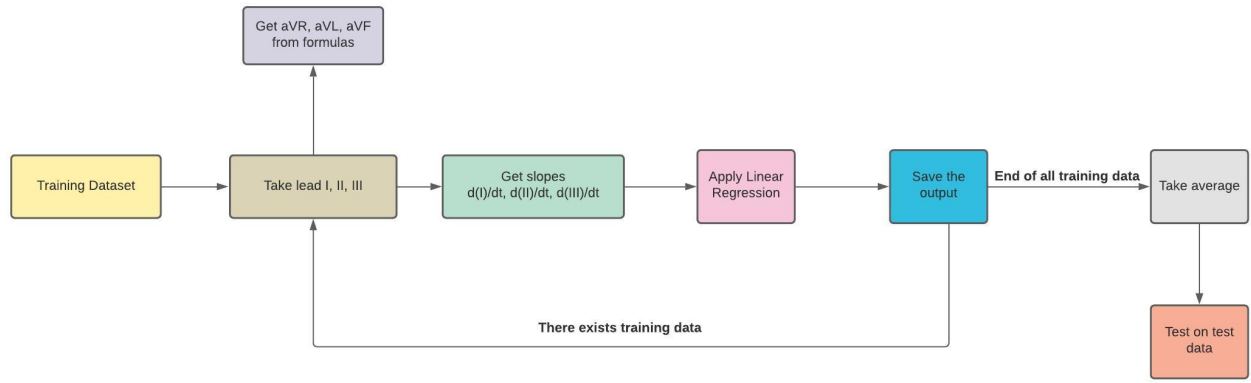 Get aVR, aVL, aVF
from formulas
Training Dataset
Take lead I, II, III
Get slopes
d(I)/dt, d(II)/dt, d(III)/dt
Apply Linear
Regression
Save the
output
End of all training data
Take average
There exists training data
Test on test
data